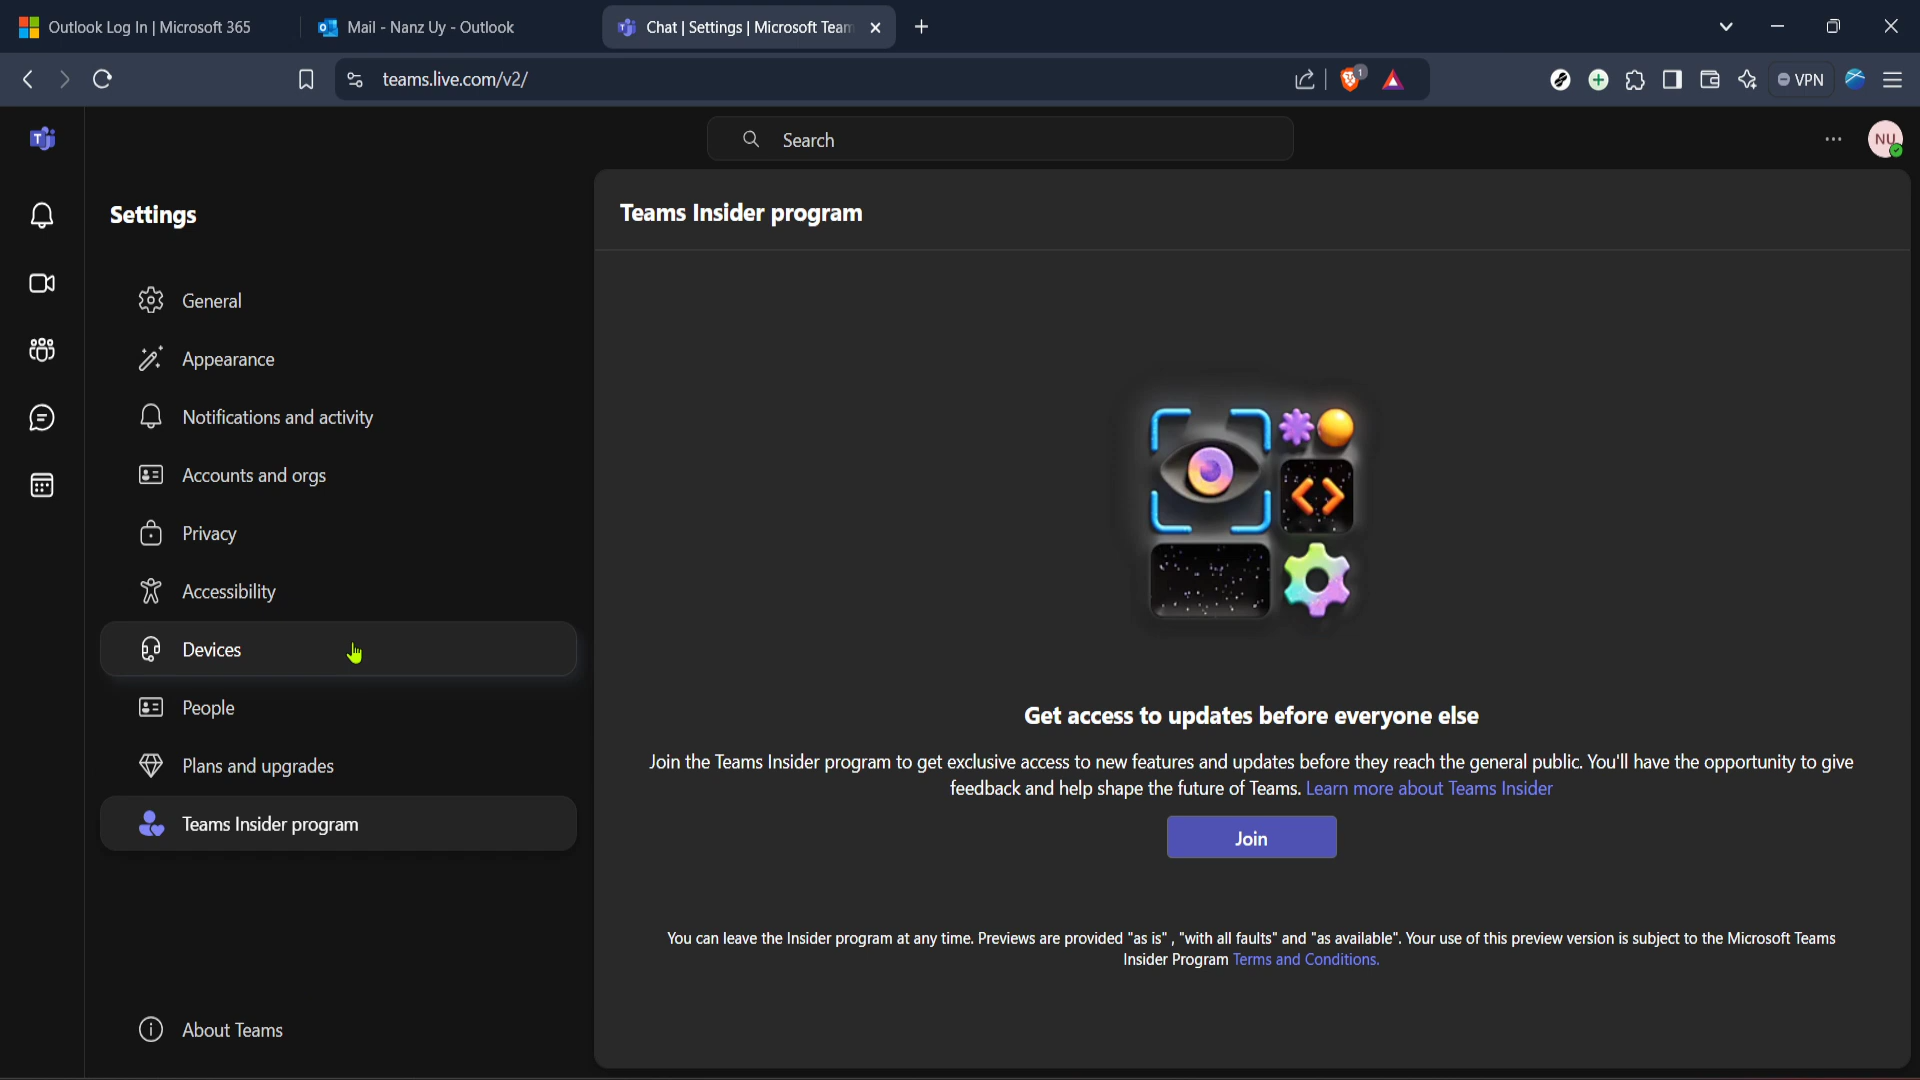 Outlook Log In | Microsoft 365
Mail - Nanz Uy - Outlook
Chat | Settings | Microsoft Team
teams.live.com/v2/
1
VPN
Search
NU
Settings
General
Appearance
Notifications and activity
Accounts and orgs
Privacy
Accessibility
Devices
People
Plans and upgrades
Teams Insider program
About Teams
Teams Insider program
Get access to updates before everyone else
Join the Teams Insider program to get exclusive access to new features and updates before they reach the general public. You'll have the opportunity to give
feedback and help shape the future of Teams. Learn more about Teams Insider
Join
You can leave the Insider program at any time. Previews are provided "as is" , "with all faults" and "as available". Your use of this preview version is subject to the Microsoft Teams
Insider Program Terms and Conditions.